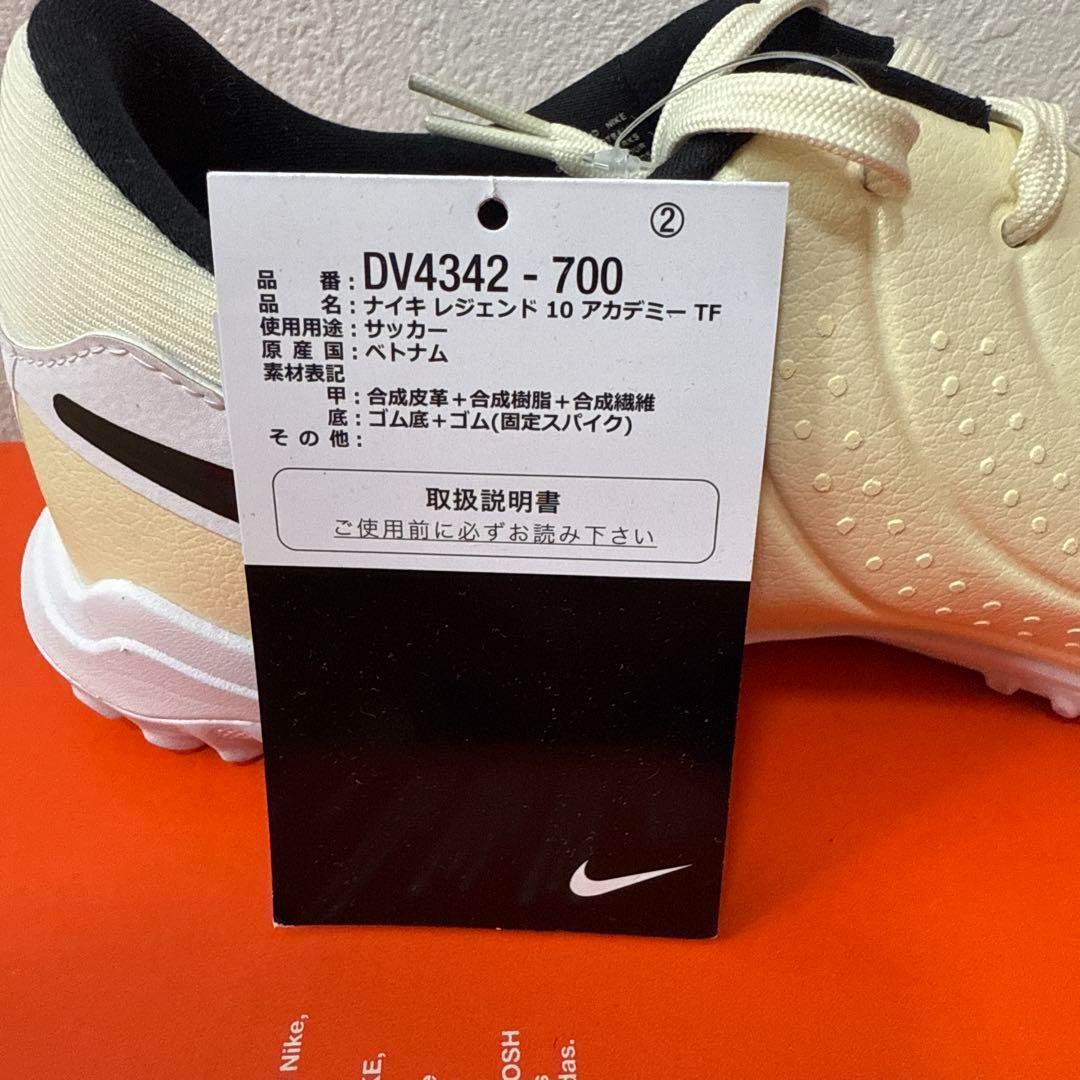 ②
品番:DV4342-700
品名:ナイキ レジェンド 10 アカデミー TF
使用用途:サッカー
原産国:ベトナム
素材表記
甲:合成皮革+合成樹脂+合成繊維
底:ゴム底+ゴム(固定スパイク)
その他:
取扱説明書
ご使用前に必ずお読み下さい
Nike,